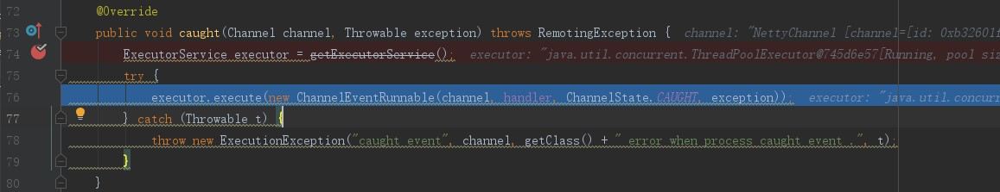 72 @Override
73 public void caught(Channel channel, Throwable exception) throws RemotingException { channel: "NettyChannel [channel=[id: 0xb32601f
74 ExecutorService executor = getExecutorService(); executor: "java.util.concurrent.ThreadPoolExecutor@745d6e57[Running, pool siz
75 try {
76 executor.execute(new ChannelEventRunnable(channel, handler, ChannelState.CAUGHT, exception)); executor: "java.util.concurr
77 } catch (Throwable t) {
78 throw new ExecutionException("caught event", channel, getClass() + " error when process caught event .", t);
79 }
80 }